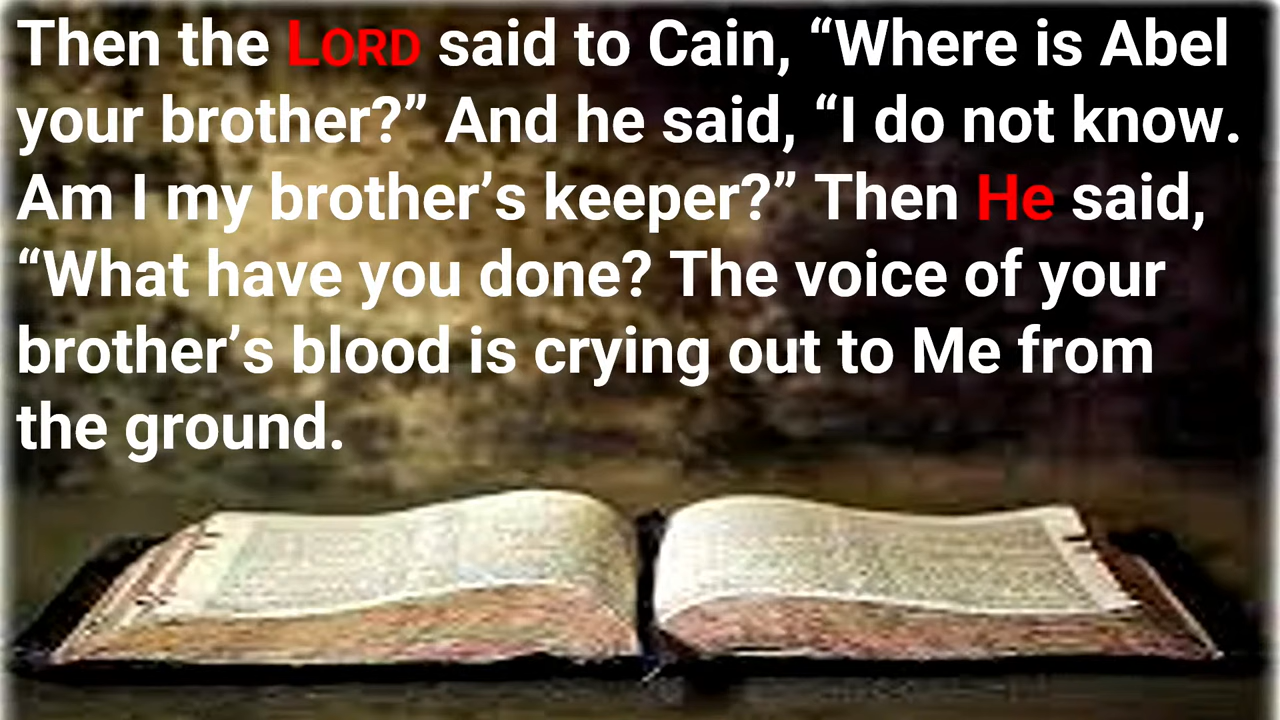 Then the LORD said to Cain, “Where is Abel
your brother?” And he said, “I do not know.
Am I my brother’s keeper?” Then He said,
“What have you done? The voice of your
brother’s blood is crying out to Me from
the ground.